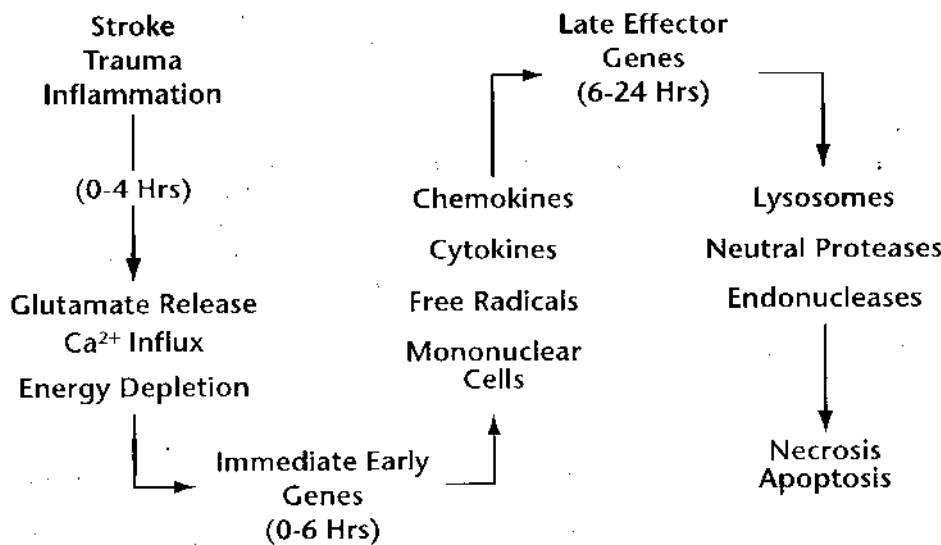 Stroke
Trauma
Inflammation
(0-4 Hrs)
Glutamate Release
Ca²⁺ Influx
Energy Depletion
Immediate Early
Genes
(0-6 Hrs)
Chemokines
Cytokines
Free Radicals
Mononuclear
Cells
Late Effector
Genes
(6-24 Hrs)
Lysosomes
Neutral Proteases
Endonucleases
Necrosis
Apoptosis